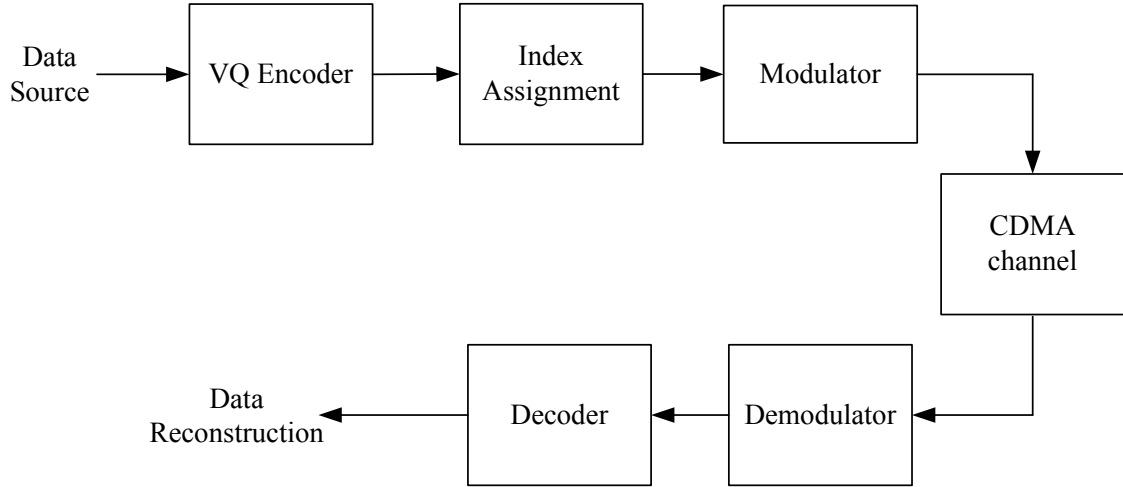 Data
Source
VQ Encoder
Index
Assignment
Modulator
CDMA
channel
Demodulator
Decoder
Data
Reconstruction